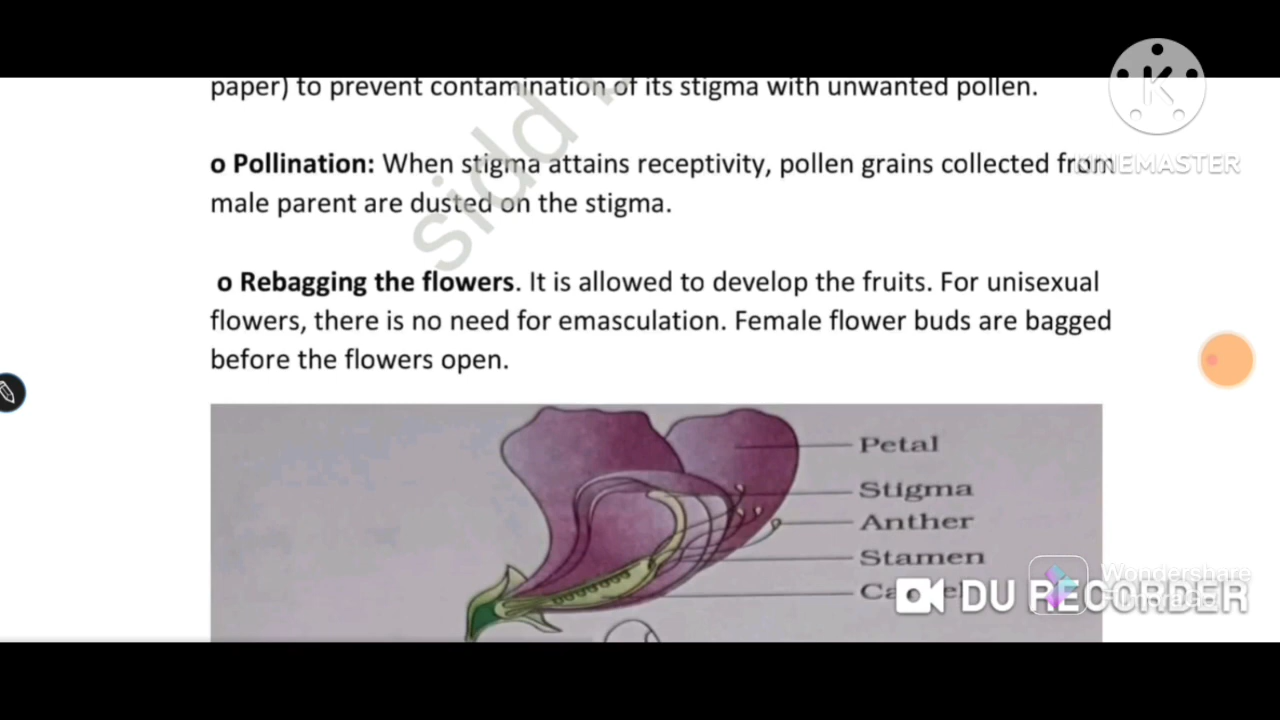 paper) to prevent contamination of its stigma with unwanted pollen.
KINEMASTER
o Pollination: When stigma attains receptivity, pollen grains collected from
male parent are dusted on the stigma.
sidd
o Rebagging the flowers. It is allowed to develop the fruits. For unisexual
flowers, there is no need for emasculation. Female flower buds are bagged
before the flowers open.
Petal
Stigma
Anther
Stamen
Wondershare
DU RECORDER